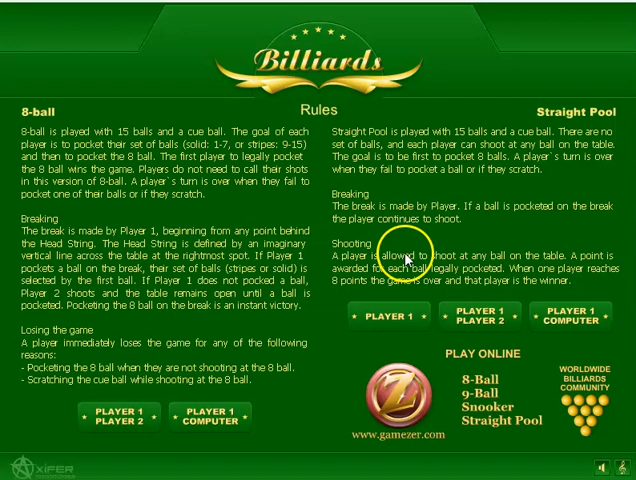 Billiards
Rules
8-ball
8-ball is played with 15 balls and a cue ball. The goal of each
player is to pocket their set of balls (solid: 1-7, or stripes: 9-15)
and then to pocket the 8 ball. The first player to legally pocket
the 8 ball wins the game. Players do not need to call their shots
in this version of 8-ball. A player`s turn is over when they fail to
pocket one of their balls or if they scratch.
Breaking
The break is made by Player 1, beginning from any point behind
the Head String. The Head String is defined by an imaginary
vertical line across the table at the rightmost spot. If Player 1
pockets a ball on the break, their set of balls (stripes or solid) is
selected by the first ball. If Player 1 does not pocked a ball,
Player 2 shoots and the table remains open until a ball is
pocketed. Pocketing the 8 ball on the break is an instant victory.
Losing the game
A player immediately loses the game for any of the following
reasons:
- Pocketing the 8 ball when they are not shooting at the 8 ball.
- Scratching the cue ball while shooting at the 8 ball.
PLAYER 1
PLAYER 2
PLAYER 1
COMPUTER
Straight Pool
Straight Pool is played with 15 balls and a cue ball. There are no
set of balls, and each player can shoot at any ball on the table.
The goal is to be first to pocket 8 balls. A player`s turn is over
when they fail to pocket a ball or if they scratch.
Breaking
The break is made by Player. If a ball is pocketed on the break
the player continues to shoot.
Shooting
A player is allowed to shoot at any ball on the table. A point is
awarded for each ball legally pocketed. When one player reaches
8 points the game is over and that player is the winner.
PLAYER 1
PLAYER 1
PLAYER 2
PLAYER 1
COMPUTER
PLAY ONLINE
Z
www.gamezer.com
8-Ball
9-Ball
Snooker
Straight Pool
WORLDWIDE
BILLIARDS
COMMUNITY
XIFER